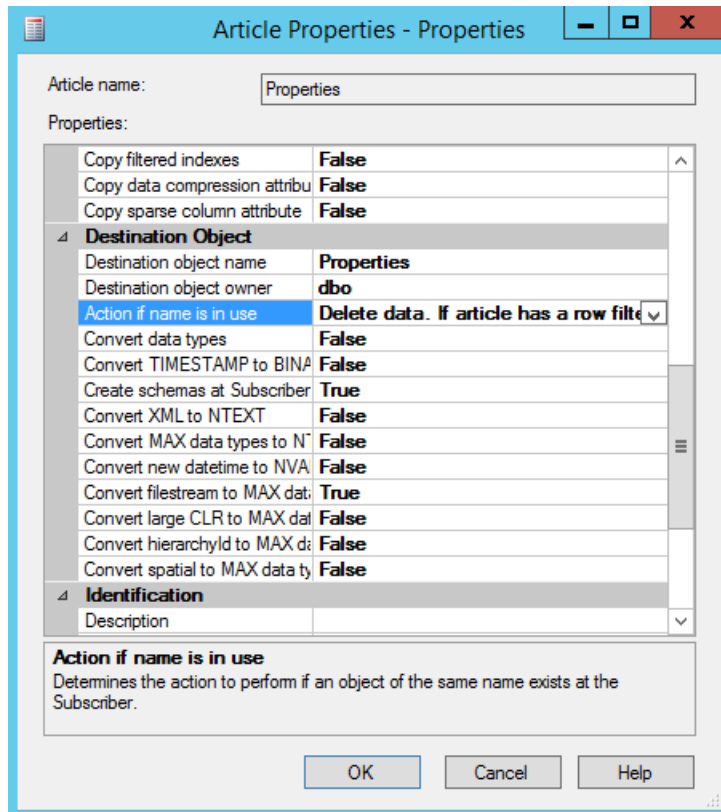 Article Properties - Properties
Article name:
Properties
Properties:
Copy filtered indexes False
Copy data compression attribu False
Copy sparse column attribute False
Destination Object
Destination object name Properties
Destination object owner dbo
Action if name is in use Delete data. If article has a row filte
Convert data types False
Convert TIMESTAMP to BINA False
Create schemas at Subscriber True
Convert XML to NTEXT False
Convert MAX data types to NT False
Convert new datetime to NVA False
Convert filestream to MAX data True
Convert large CLR to MAX dat False
Convert hierarchyId to MAX da False
Convert spatial to MAX data ty False
Identification
Description
Action if name is in use
Determines the action to perform if an object of the same name exists at the
Subscriber.
OK Cancel Help